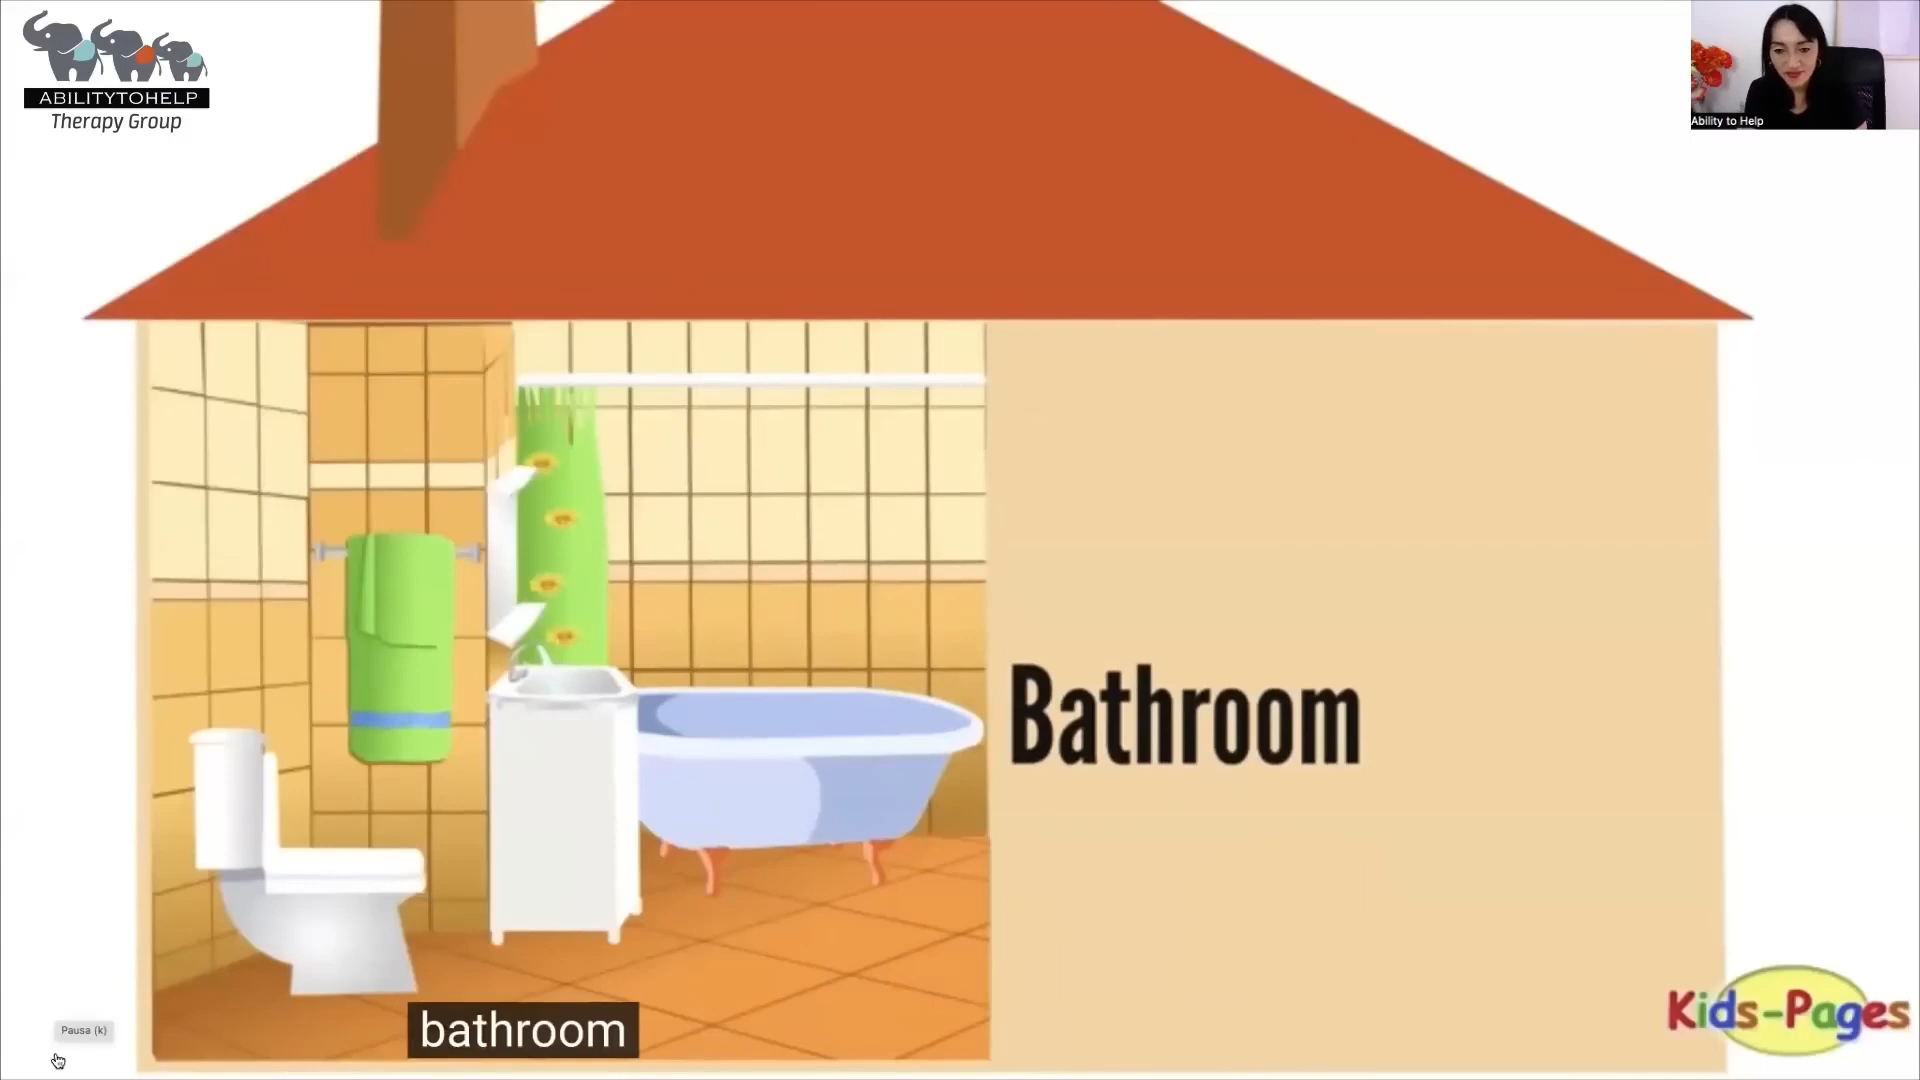 ABILITYTOHELP
Therapy Group
Ability to Help
Bathroom
bathroom
Pausa (k)
Kids-Pages